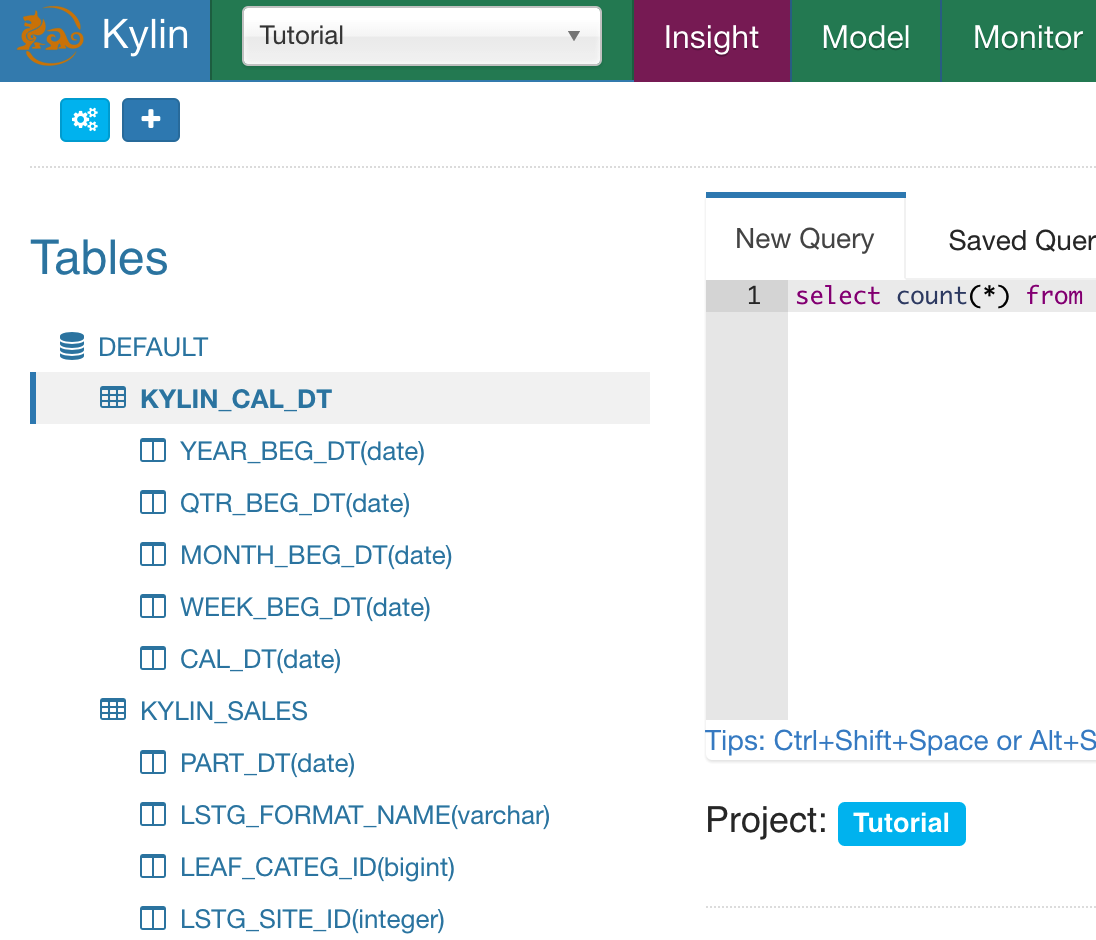 Kylin
Tutorial
Insight
Model
Monitor
Tables
DEFAULT
KYLIN_CAL_DT
YEAR_BEG_DT(date)
QTR_BEG_DT(date)
MONTH_BEG_DT(date)
WEEK_BEG_DT(date)
CAL_DT(date)
KYLIN_SALES
PART_DT(date)
LSTG_FORMAT_NAME(varchar)
LEAF_CATEG_ID(bigint)
LSTG_SITE_ID(integer)
New Query
Saved Quer
1 select count(*) from
Tips: Ctrl+Shift+Space or Alt+S
Project: Tutorial